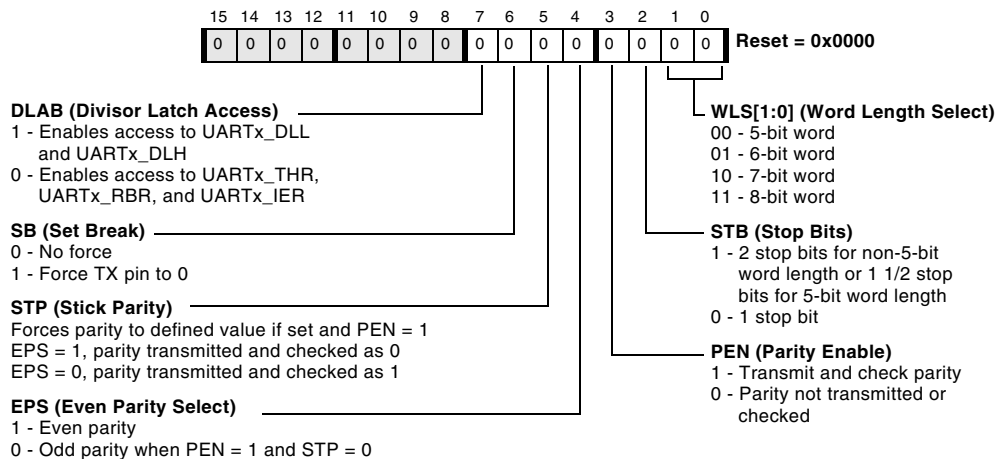 15 14 13 12 11 10 9 8 7 6 5 4 3 2 1 0
0 0 0 0 0 0 0 0 0 0 0 0 0 0 0 0 Reset = 0x0000
DLAB (Divisor Latch Access)
1 - Enables access to UARTx_DLL
and UARTx_DLH
0 - Enables access to UARTx_THR,
UARTx_RBR, and UARTx_IER
SB (Set Break)
0 - No force
1 - Force TX pin to 0
STP (Stick Parity)
Forces parity to defined value if set and PEN = 1
EPS = 1, parity transmitted and checked as 0
EPS = 0, parity transmitted and checked as 1
EPS (Even Parity Select)
1 - Even parity
0 - Odd parity when PEN = 1 and STP = 0
WLS[1:0] (Word Length Select)
00 - 5-bit word
01 - 6-bit word
10 - 7-bit word
11 - 8-bit word
STB (Stop Bits)
1 - 2 stop bits for non-5-bit
word length or 1 1/2 stop
bits for 5-bit word length
0 - 1 stop bit
PEN (Parity Enable)
1 - Transmit and check parity
0 - Parity not transmitted or
checked